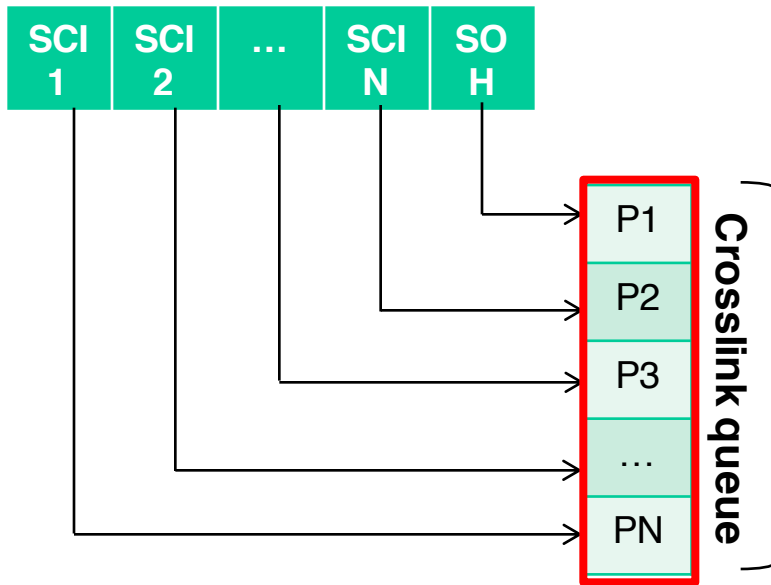 SCI
1
SCI
2
...
SCI
N
SO
H
P1
P2
P3
...
PN
Crosslink queue